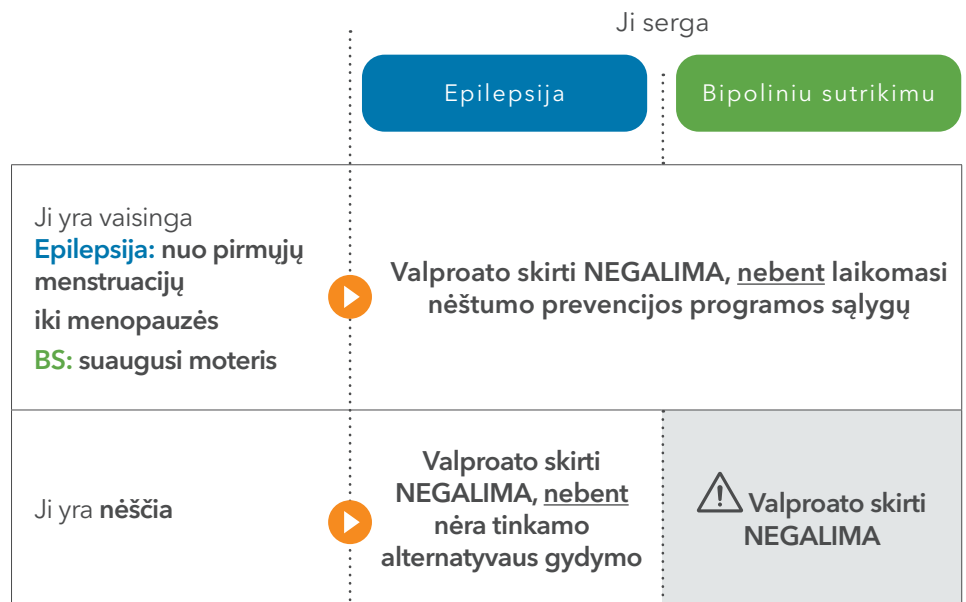 Ji serga
Epilepsija
Bipoliniu sutrikimu
Ji yra vaisinga
Epilepsija: nuo pirmųjų
menstruacijų
iki menopauzės
BS: suaugusi moteris
Valproato skirti NEGALIMA, nebent laikomasi
nėštumo prevencijos programos sąlygų
Ji yra nėščia
Valproato skirti
NEGALIMA, nebent
nėra tinkamo
alternatyvaus gydymo
Valproato skirti
NEGALIMA